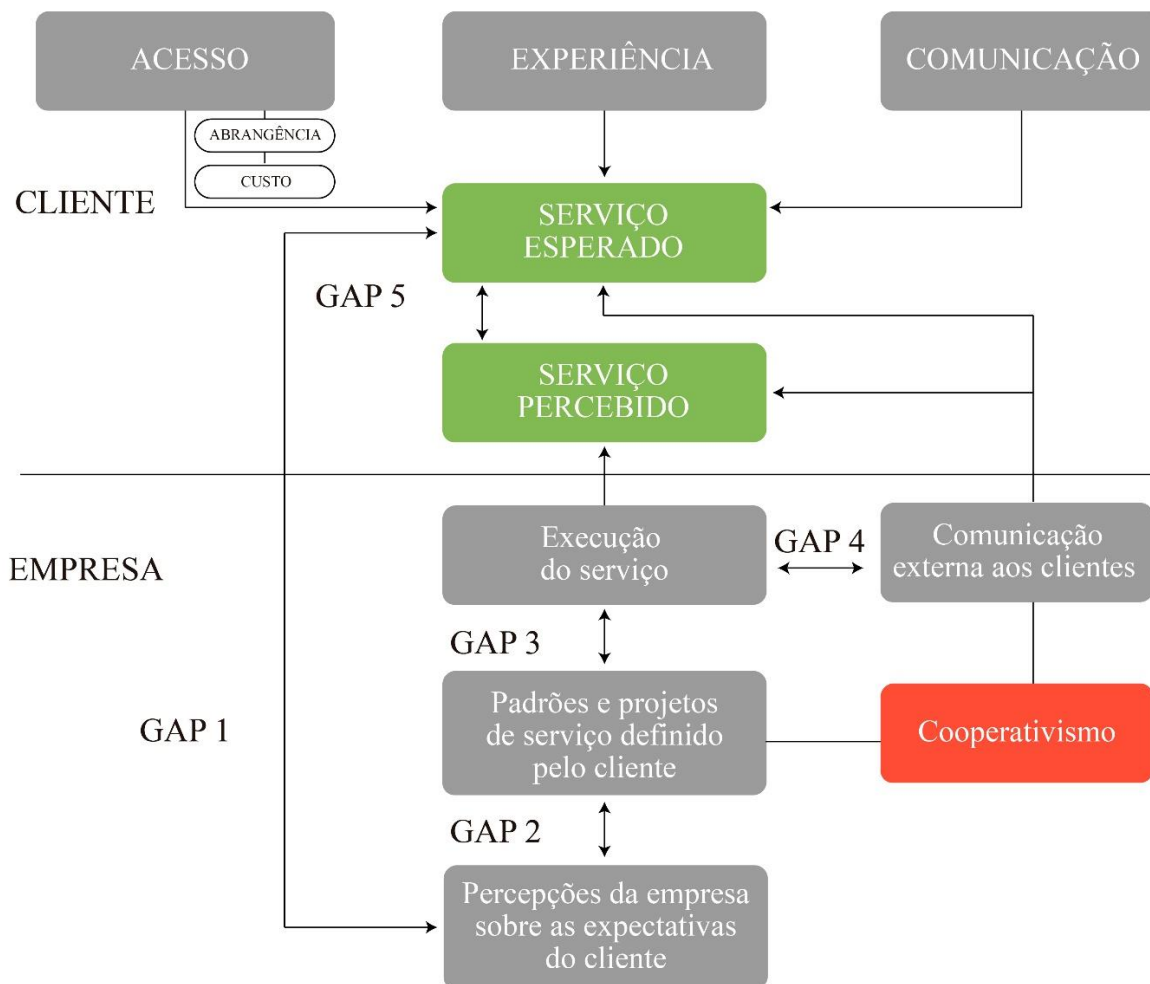 ACESSO
EXPERIÊNCIA
COMUNICAÇÃO
ABRANGÊNCIA
CUSTO
CLIENTE
SERVIÇO
ESPERADO
GAP 5
SERVIÇO
PERCEBIDO
EMPRESA
Execução
do serviço
GAP 4
Comunicação
externa aos clientes
GAP 3
GAP 1
Padrões e projetos
de serviço definido
pelo cliente
Cooperativismo
GAP 2
Percepções da empresa
sobre as expectativas
do cliente